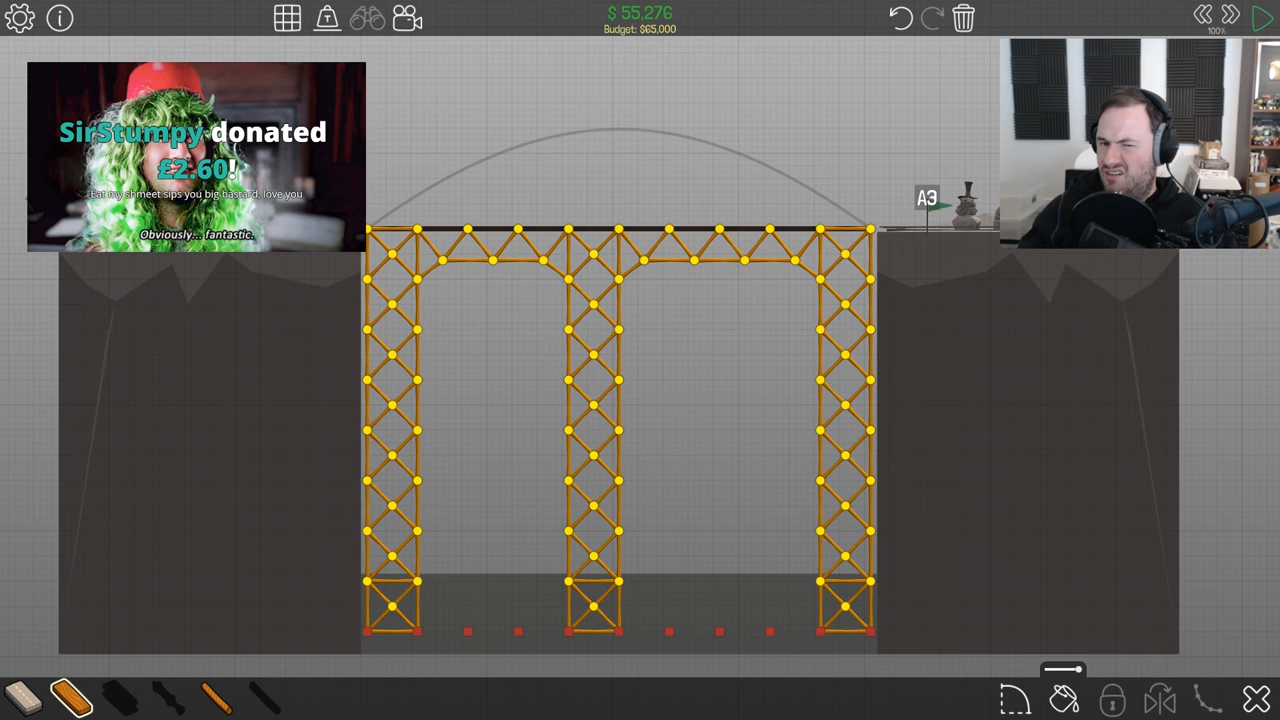 $ 55,276
Budget: $65,000
100%
T
SirStumpy donated
£2.60!
Eat my shmeet sips you big bastard, love you
Obviously... fantastic.
A3